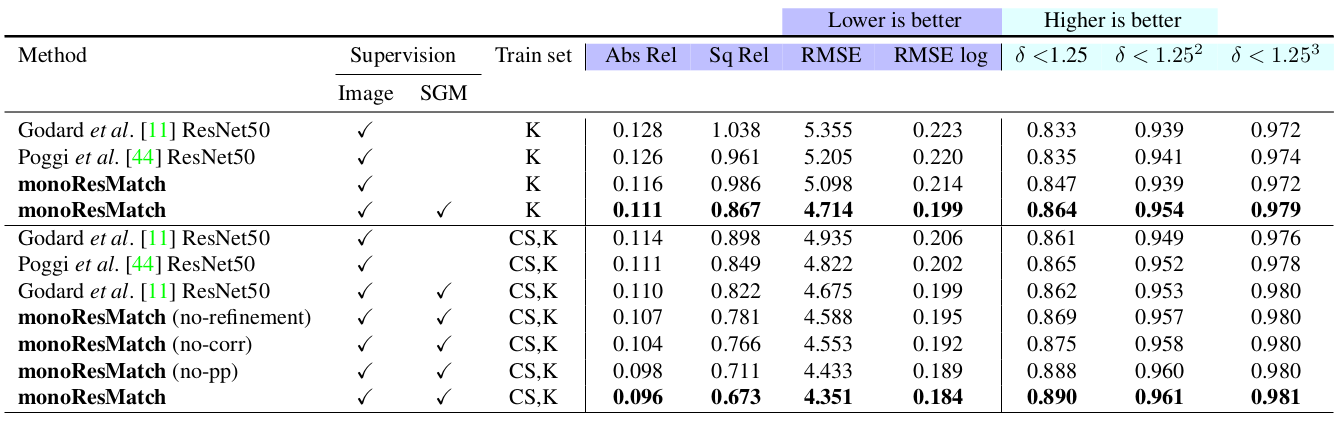 Lower is better Higher is better
Method Supervision Train set Abs Rel Sq Rel RMSE RMSE log δ <1.25 δ < 1.25² δ < 1.25³
Image SGM
Godard et al. [11] ResNet50 ✓ K 0.128 1.038 5.355 0.223 0.833 0.939 0.972
Poggi et al. [44] ResNet50 ✓ K 0.126 0.961 5.205 0.220 0.835 0.941 0.974
monoResMatch ✓ K 0.116 0.986 5.098 0.214 0.847 0.939 0.972
monoResMatch ✓ ✓ K 0.111 0.867 4.714 0.199 0.864 0.954 0.979
Godard et al. [11] ResNet50 ✓ CS,K 0.114 0.898 4.935 0.206 0.861 0.949 0.976
Poggi et al. [44] ResNet50 ✓ CS,K 0.111 0.849 4.822 0.202 0.865 0.952 0.978
Godard et al. [11] ResNet50 ✓ ✓ CS,K 0.110 0.822 4.675 0.199 0.862 0.953 0.980
monoResMatch (no-refinement) ✓ ✓ CS,K 0.107 0.781 4.588 0.195 0.869 0.957 0.980
monoResMatch (no-corr) ✓ ✓ CS,K 0.104 0.766 4.553 0.192 0.875 0.958 0.980
monoResMatch (no-pp) ✓ ✓ CS,K 0.098 0.711 4.433 0.189 0.888 0.960 0.980
monoResMatch ✓ ✓ CS,K 0.096 0.673 4.351 0.184 0.890 0.961 0.981